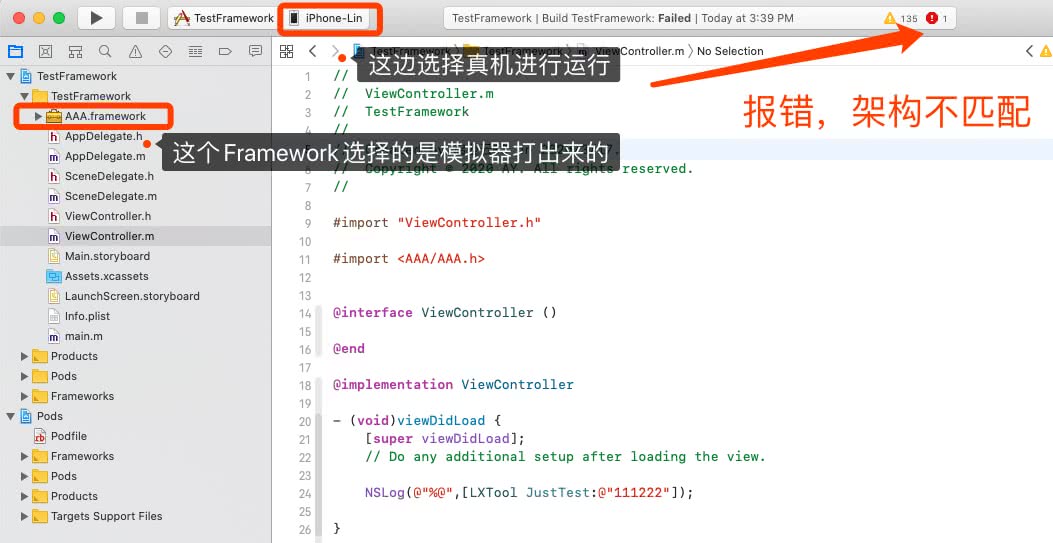 TestFramework
iPhone-Lin
TestFramework | Build TestFramework: Failed | Today at 3:39 PM
135
1
TestFramework
TestFramework
ViewController.m
No Selection
这边选择真机进行运行
报错，架构不匹配
TestFramework
TestFramework
AAA.framework
AppDelegate.h
这个Framework选择的是模拟器打出来的
AppDelegate.m
SceneDelegate.h
SceneDelegate.m
ViewController.h
ViewController.m
Main.storyboard
Assets.xcassets
LaunchScreen.storyboard
Info.plist
main.m
Products
Pods
Frameworks
Pods
Podfile
Frameworks
Pods
Products
Targets Support Files
1 //
2 // ViewController.m
3 // TestFramework
4 //
6 // Copyright © 2020 AY. All rights reserved.
7 //
8
9 #import "ViewController.h"
10
11 #import <AAA/AAA.h>
12
13
14 @interface ViewController ()
15
16 @end
17
18 @implementation ViewController
19
20 - (void)viewDidLoad {
21 [super viewDidLoad];
22 // Do any additional setup after loading the view.
23
24 NSLog(@"%@",[LXTool JustTest:@"111222"]);
25
26 }